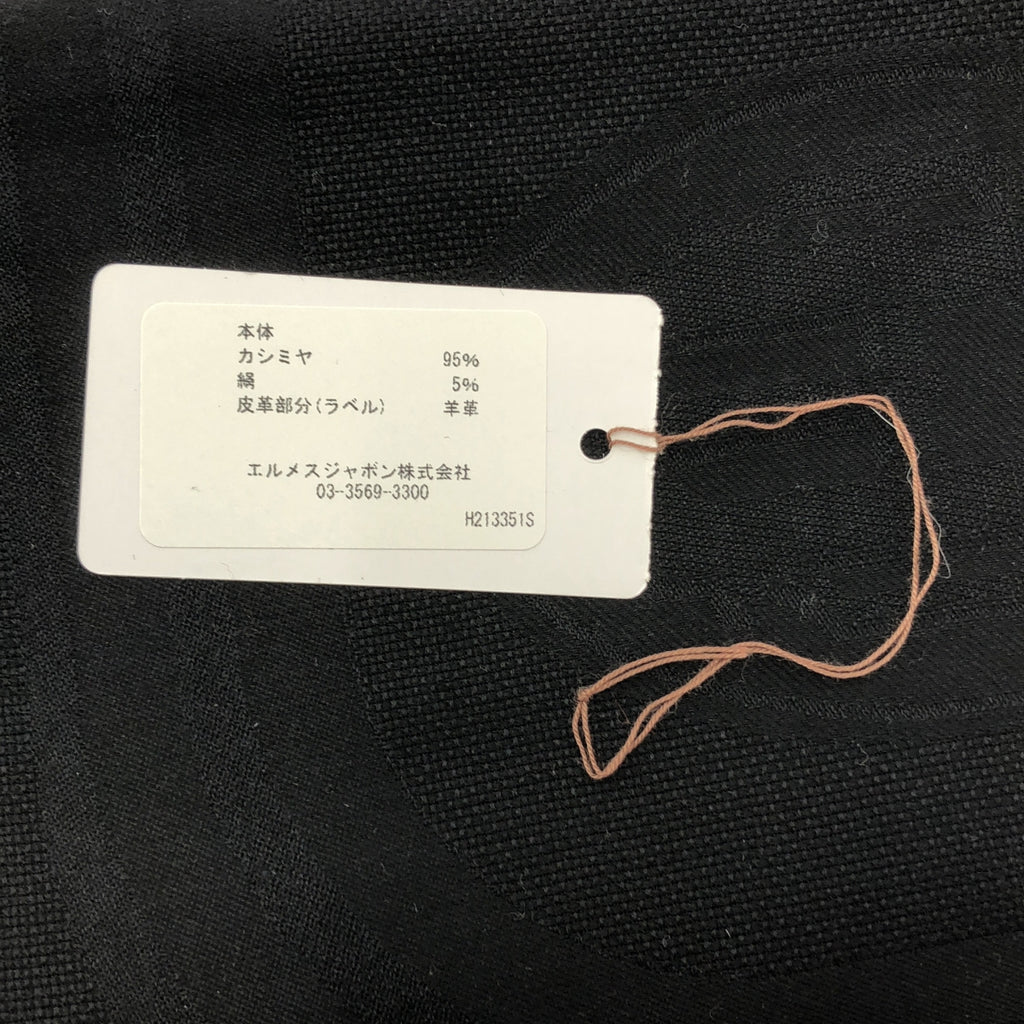 本体
カシミヤ 95%
絹 5%
皮革部分(ラベル) 羊革
エルメスジャポン株式会社
03-3569-3300
H213351S